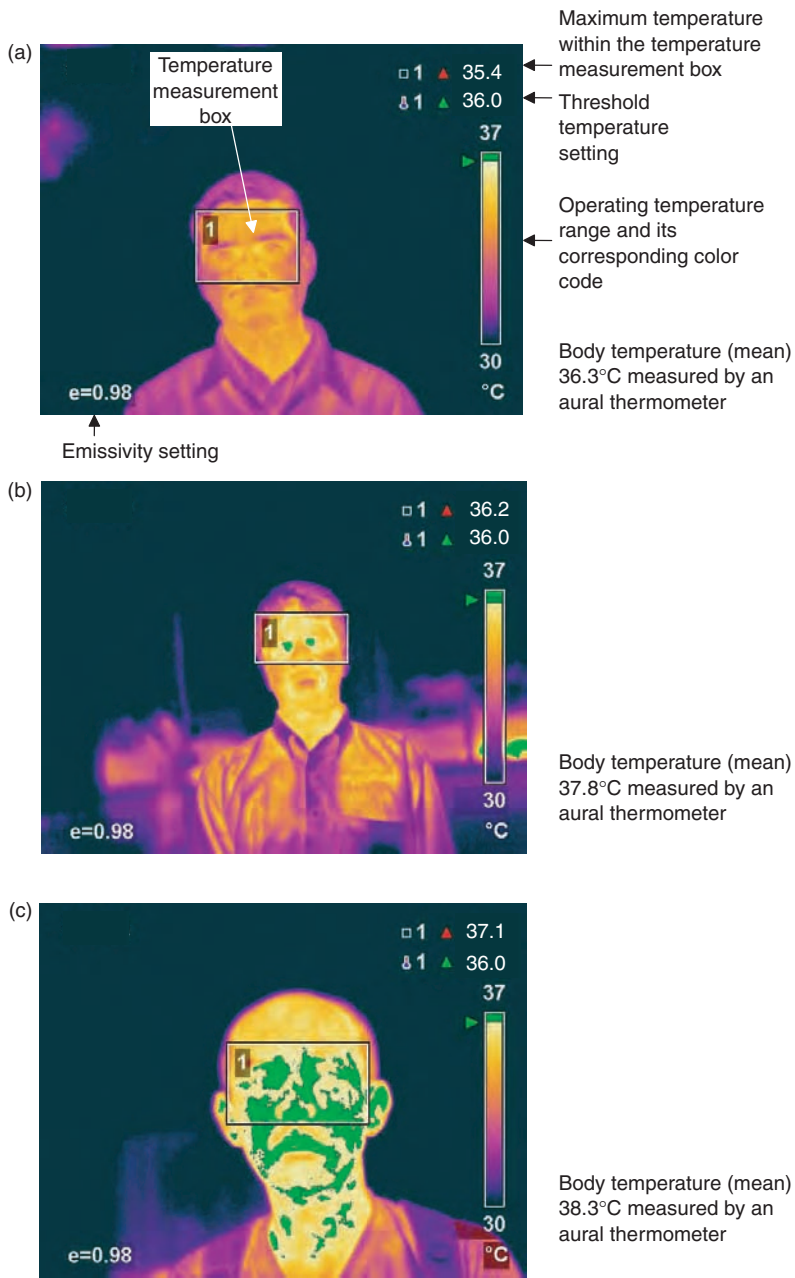 (a)
Temperature
measurement
box
1 35.4
1 36.0
37
1
30
°C
e=0.98
Maximum temperature
within the temperature
measurement box
Threshold
temperature
setting
Operating temperature
range and its
corresponding color
code
Body temperature (mean)
36.3°C measured by an
aural thermometer
Emissivity setting
(b)
1 36.2
1 36.0
37
1
30
°C
e=0.98
Body temperature (mean)
37.8°C measured by an
aural thermometer
(c)
1 37.1
1 36.0
37
1
30
°C
e=0.98
Body temperature (mean)
38.3°C measured by an
aural thermometer